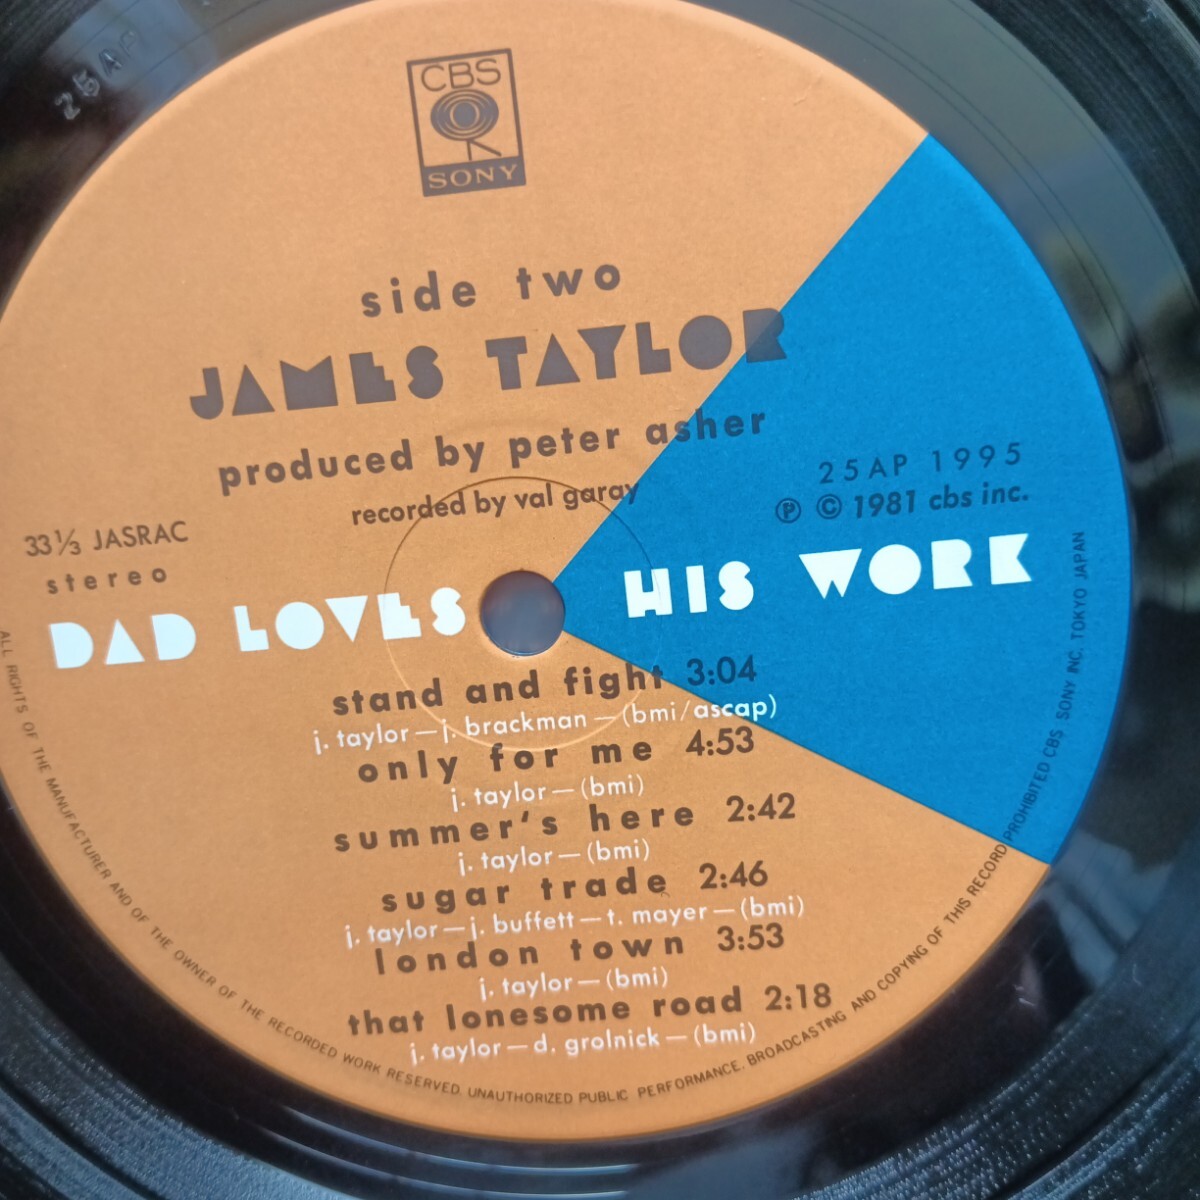 25AP
CBS
SONY
side two
JAMES TAYLOR
produced by peter asher
recorded by val garay
25AP 1995
Ⓟ © 1981 cbs inc.
33⅓ JASRAC
stereo
DAD LOVES HIS WORK
stand and fight 3:04
j. taylor—j. brackman—(bmi/ascap)
only for me 4:53
j. taylor—(bmi)
summer's here 2:42
j. taylor—(bmi)
sugar trade 2:46
j. taylor—j. buffett—t. mayer—(bmi)
london town 3:53
j. taylor—(bmi)
that lonesome road 2:18
j. taylor—d. grolnick—(bmi)
ALL RIGHTS OF THE MANUFACTURER AND OF THE OWNER OF THE RECORDED WORK RESERVED UNAUTHORIZED PUBLIC PERFORMANCE. BROADCASTING AND COPYING OF THIS RECORD PROHIBITED CBS SONY INC. TOKYO JAPAN